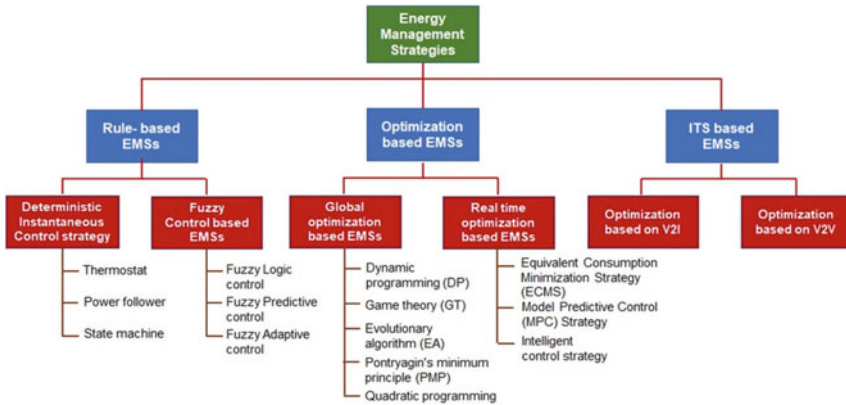 Energy
Management
Strategies
Rule- based
EMSs
Optimization
based EMSs
ITS based
EMSs
Deterministic
Instantaneous
Control strategy
Fuzzy
Control based
EMSs
Global
optimization
based EMSs
Real time
optimization
based EMSs
Optimization
based on V2I
Optimization
based on V2V
Thermostat
Power follower
State machine
Fuzzy Logic
control
Fuzzy Predictive
control
Fuzzy Adaptive
control
Dynamic
programming (DP)
Game theory (GT)
Evolutionary
algorithm (EA)
Pontryagin's minimum
principle (PMP)
Quadratic programming
Equivalent Consumption
Minimization Strategy
(ECMS)
Model Predictive Control
(MPC) Strategy
Intelligent
control strategy